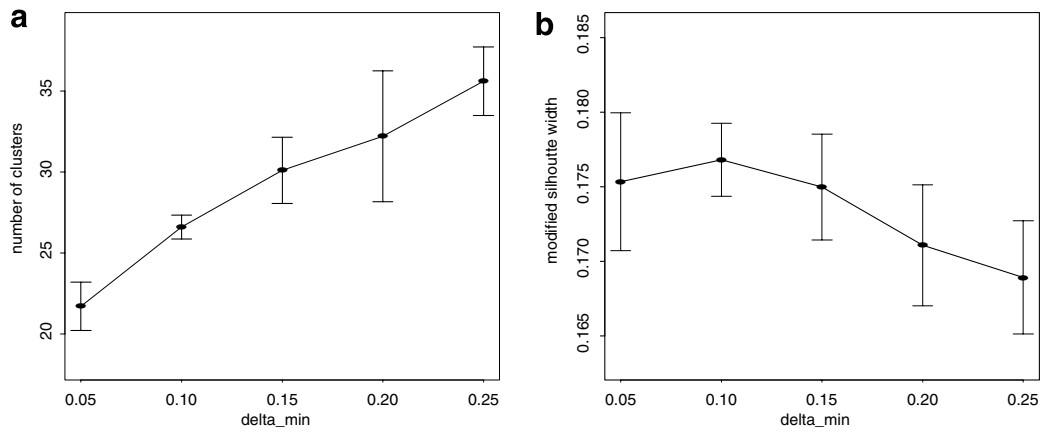 a
number of clusters
35
30
25
20
0.05 0.10 0.15 0.20 0.25
delta_min
b
modified silhoutte width
0.185
0.180
0.175
0.170
0.165
0.05 0.10 0.15 0.20 0.25
delta_min